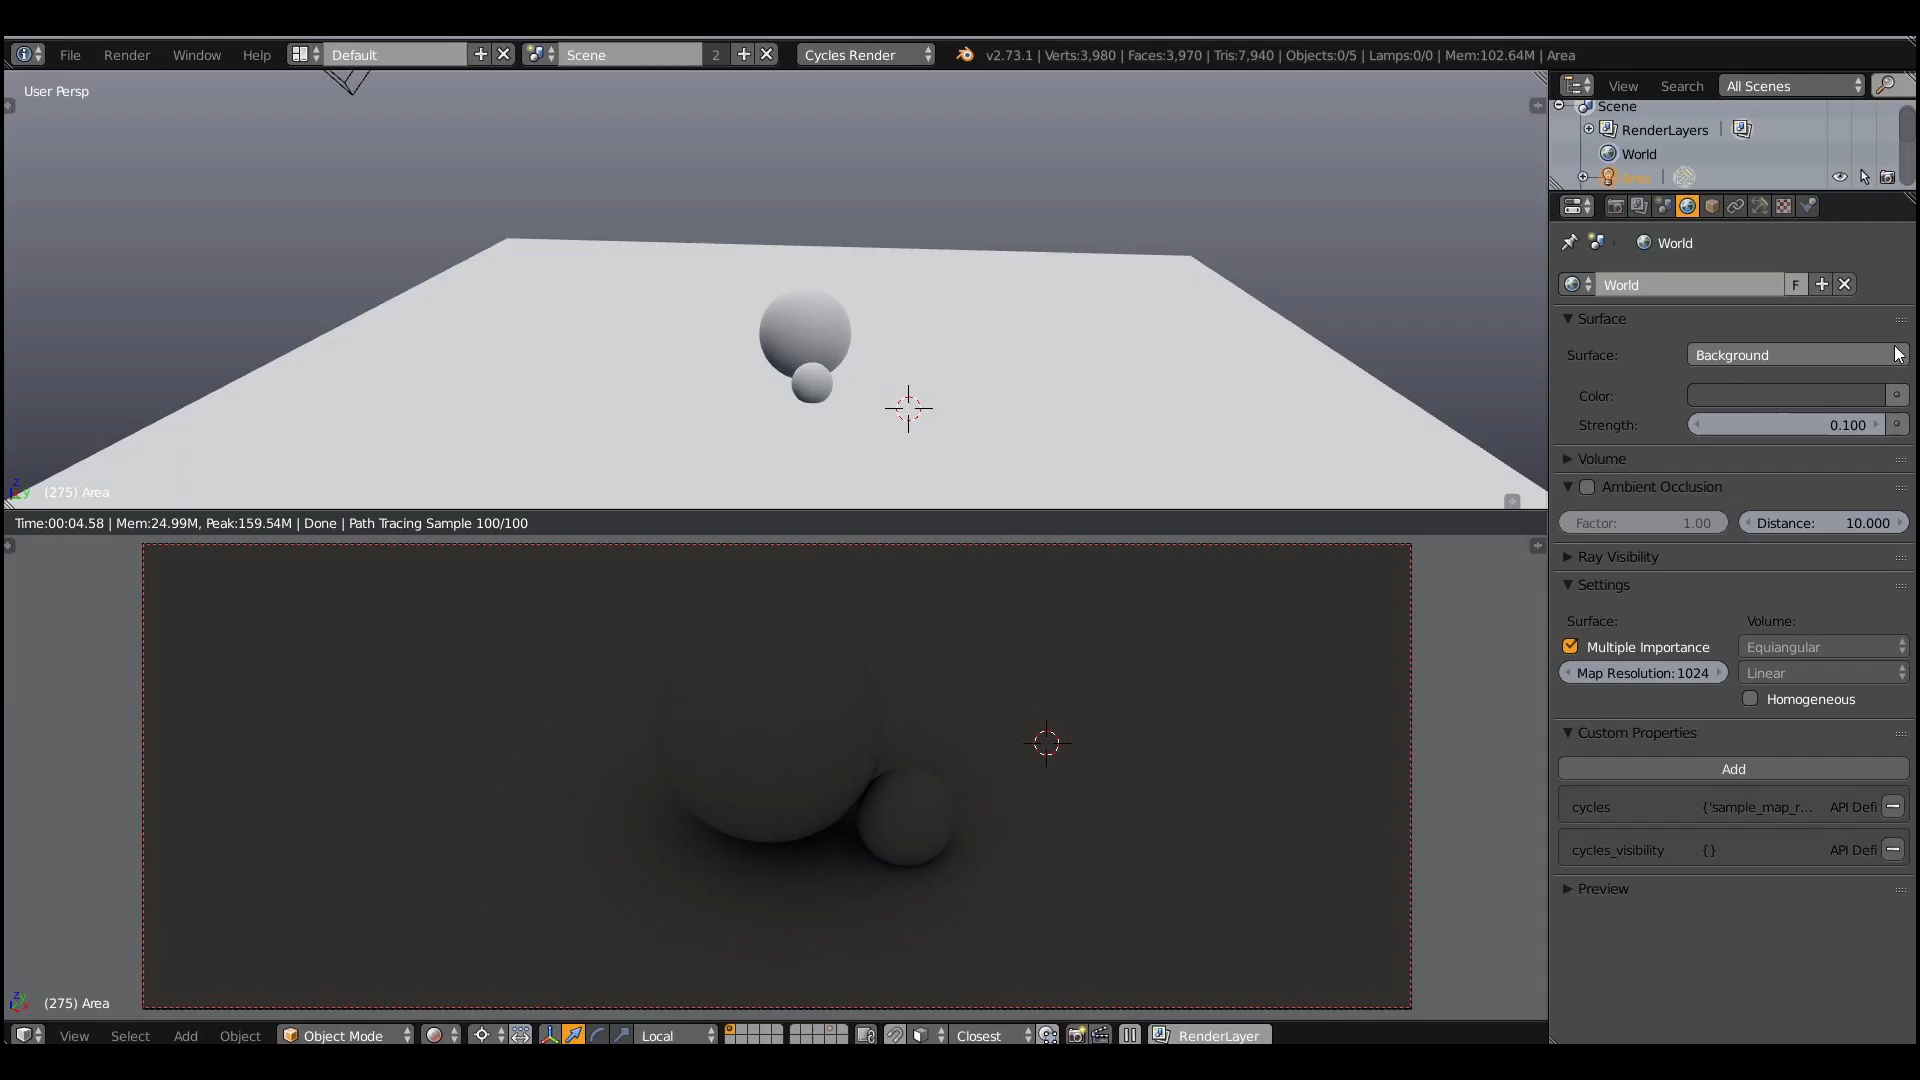 File Render Window Help Default Scene 2 Cycles Render v2.73.1 | Verts:3,980 | Faces:3,970 | Tris:7,940 | Objects:0/5 | Lamps:0/0 | Mem:102.64M | Area
User Persp
(275) Area
Time:00:04.58 | Mem:24.99M, Peak:159.54M | Done | Path Tracing Sample 100/100
(275) Area
View Select Add Object Object Mode Local Closest RenderLayer
View Search All Scenes
Scene
RenderLayers
World
Area
World
World F
Surface
Surface: Background
Color:
Strength: 0.100
Volume
Ambient Occlusion
Factor: 1.00 Distance: 10.000
Ray Visibility
Settings
Surface: Volume:
Multiple Importance Equiangular
Map Resolution: 1024 Linear
Homogeneous
Custom Properties
Add
cycles {'sample_map_r... API Defi
cycles_visibility {} API Defi
Preview